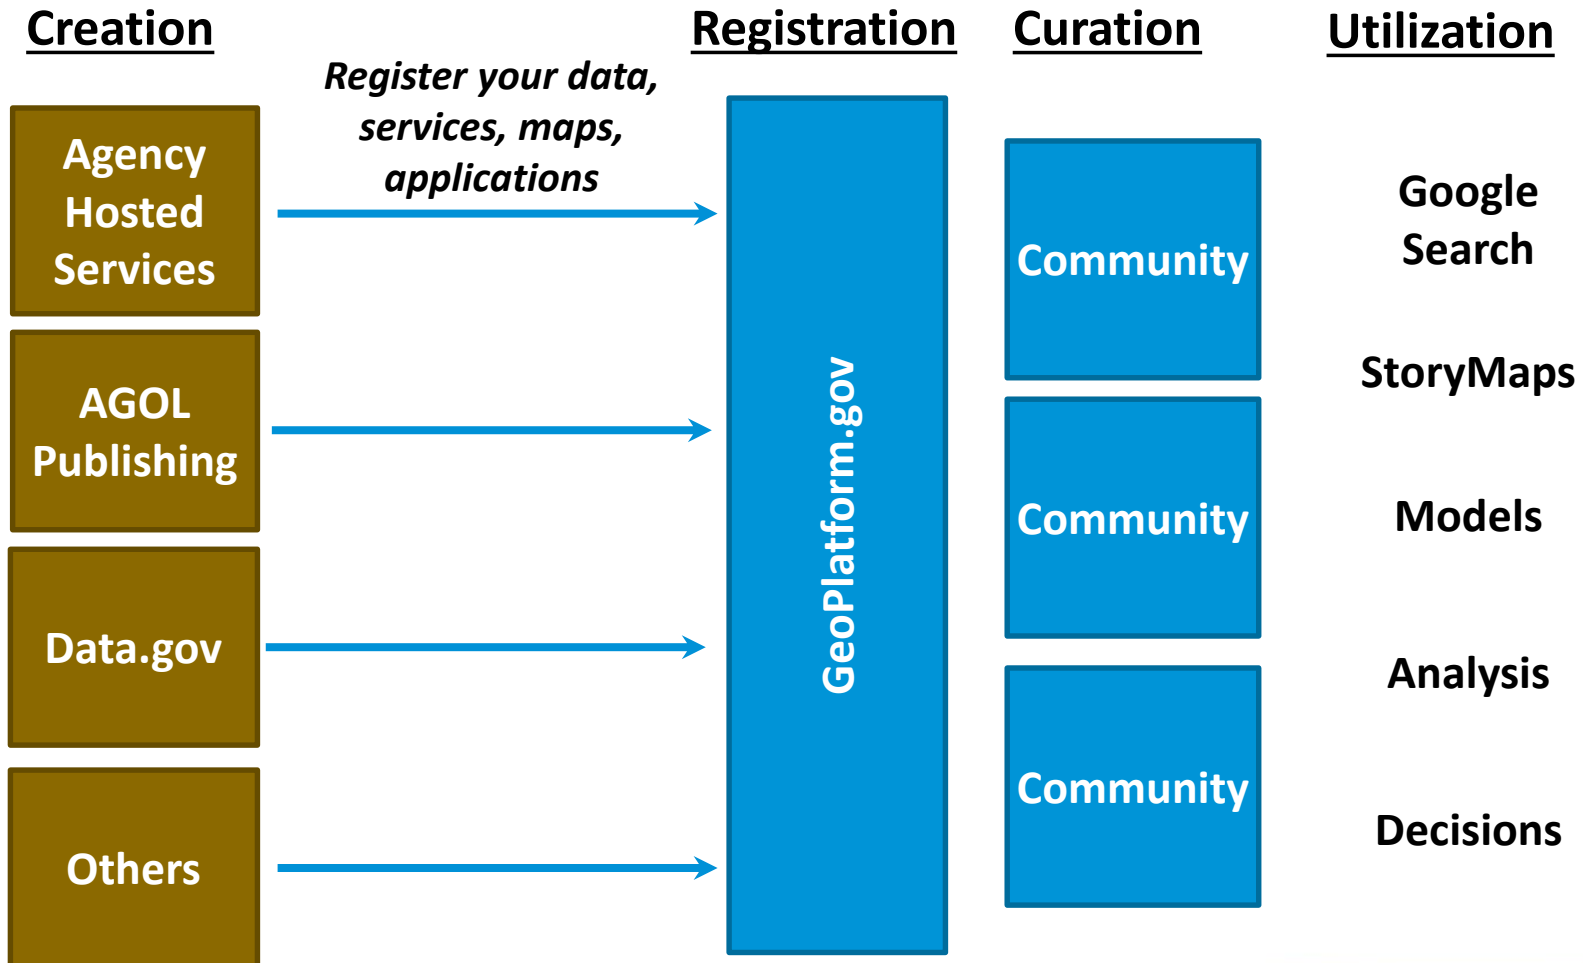 Creation
Registration
Curation
Utilization
Register your data,
services, maps,
applications
Agency
Hosted
Services
AGOL
Publishing
Data.gov
Others
GeoPlatform.gov
Community
Community
Community
Google
Search
StoryMaps
Models
Analysis
Decisions